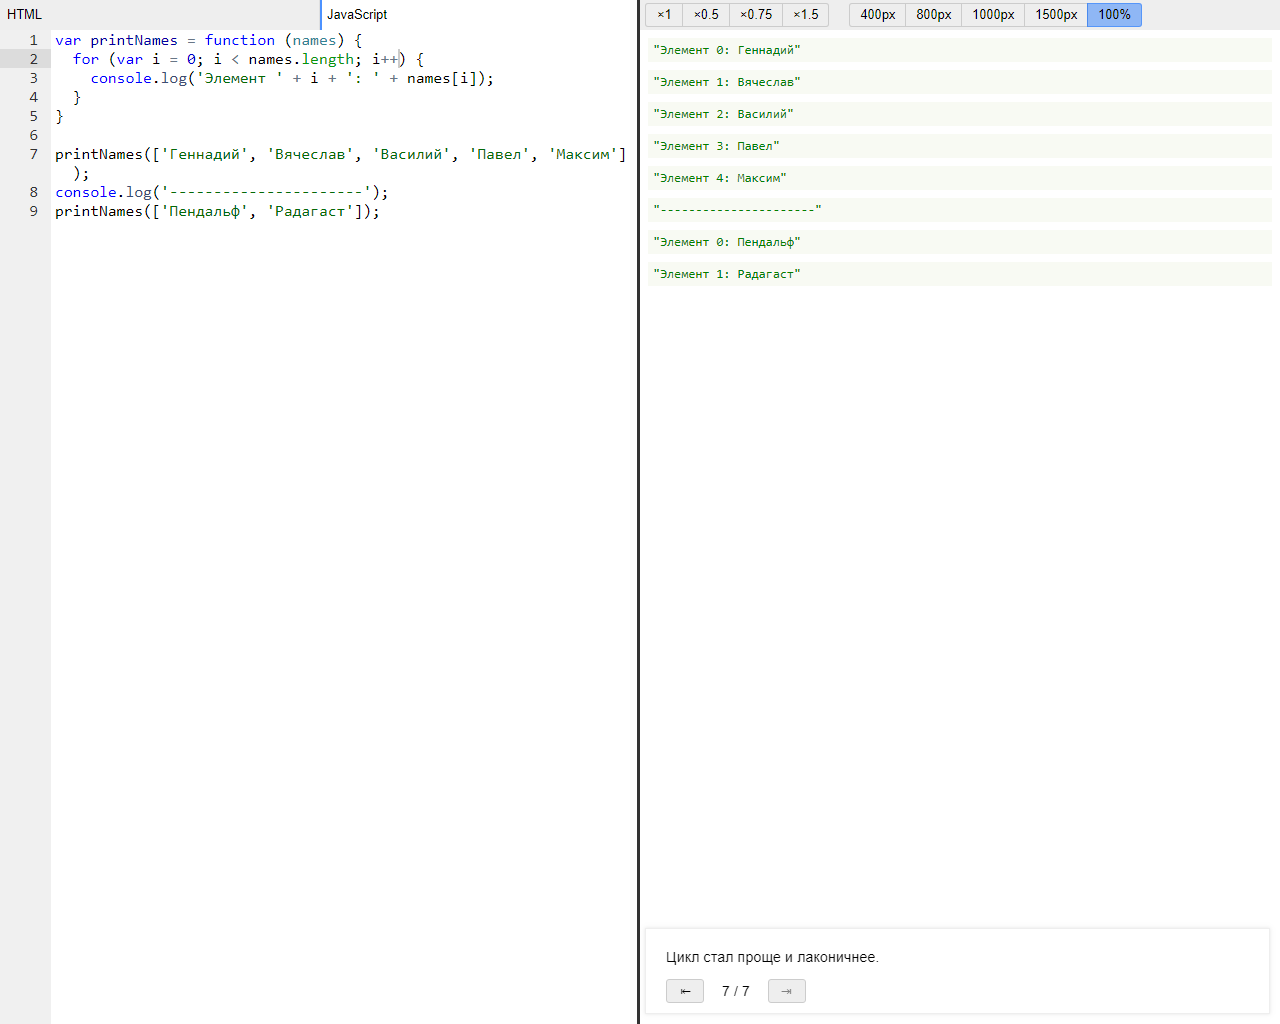 HTML
JavaScript
×1 ×0.5 ×0.75 ×1.5 400px 800px 1000px 1500px 100%
1 var printNames = function (names) {
2   for (var i = 0; i < names.length; i++) {
3     console.log('Элемент ' + i + ': ' + names[i]);
4   }
5 }
6
7 printNames(['Геннадий', 'Вячеслав', 'Василий', 'Павел', 'Максим']
  );
8 console.log('----------------------');
9 printNames(['Пендальф', 'Радагаст']);
"Элемент 0: Геннадий"
"Элемент 1: Вячеслав"
"Элемент 2: Василий"
"Элемент 3: Павел"
"Элемент 4: Максим"
"----------------------"
"Элемент 0: Пендальф"
"Элемент 1: Радагаст"
Цикл стал проще и лаконичнее.
⇤ 7 / 7 ⇥